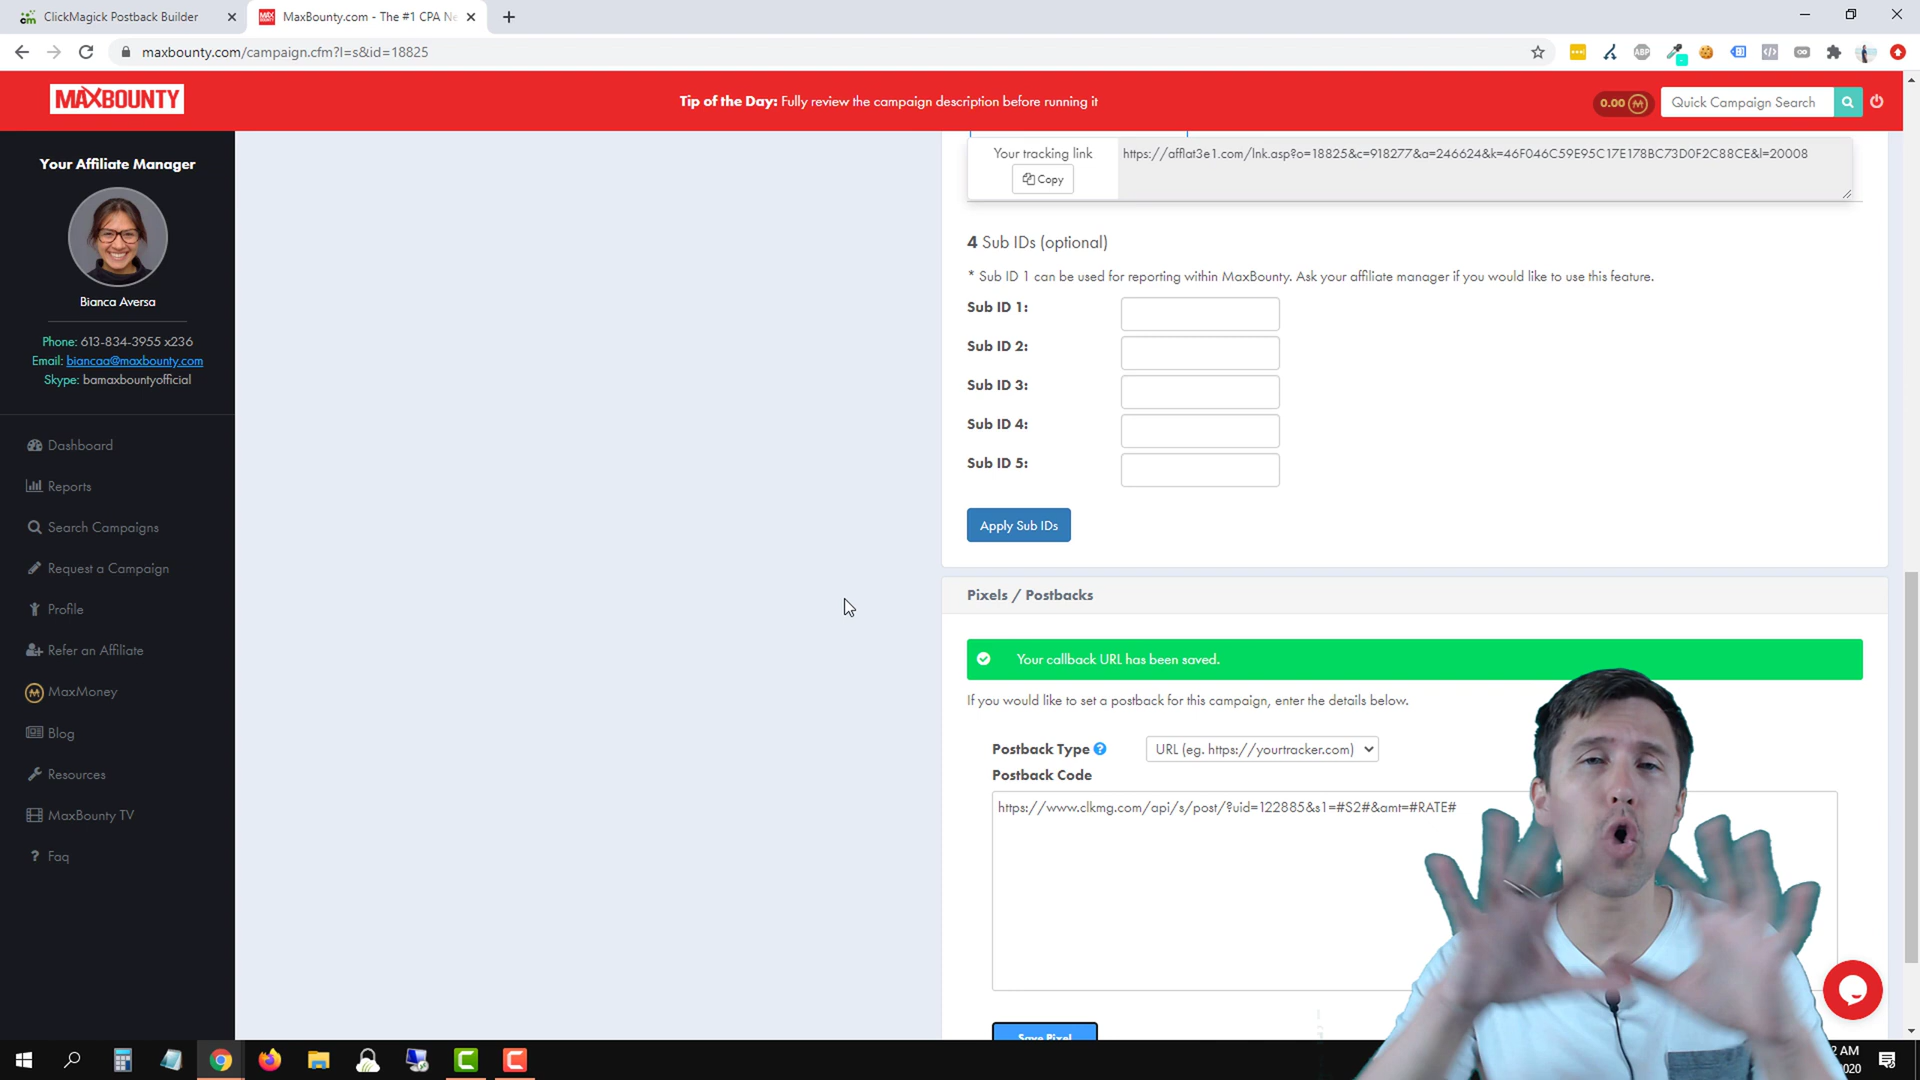 ClickMagick Postback Builder
MaxBounty.com - The #1 CPA Ne
maxbounty.com/campaign.cfm?l=s&id=18825
MAXBOUNTY
Tip of the Day: Fully review the campaign description before running it
0.00
Quick Campaign Search
Your Affiliate Manager
Bianca Aversa
Phone: 613-834-3955 x236
Email: biancaa@maxbounty.com
Skype: bamaxbountyofficial
Dashboard
Reports
Search Campaigns
Request a Campaign
Profile
Refer an Affiliate
MaxMoney
Blog
Resources
MaxBounty TV
Faq
Your tracking link
Copy
https://afflat3e1.com/lnk.asp?o=18825&c=918277&a=246624&k=46F046C59E95C17E178BC73D0F2C88CE&l=20008
4 Sub IDs (optional)
* Sub ID 1 can be used for reporting within MaxBounty. Ask your affiliate manager if you would like to use this feature.
Sub ID 1:
Sub ID 2:
Sub ID 3:
Sub ID 4:
Sub ID 5:
Apply Sub IDs
Pixels / Postbacks
Your callback URL has been saved.
If you would like to set a postback for this campaign, enter the details below.
Postback Type
URL (eg. https://yourtracker.com)
Postback Code
https://www.clkmg.com/api/s/post/?uid=122885&s1=#S2#&amt=#RATE#
Save Pixel
2 AM
2020